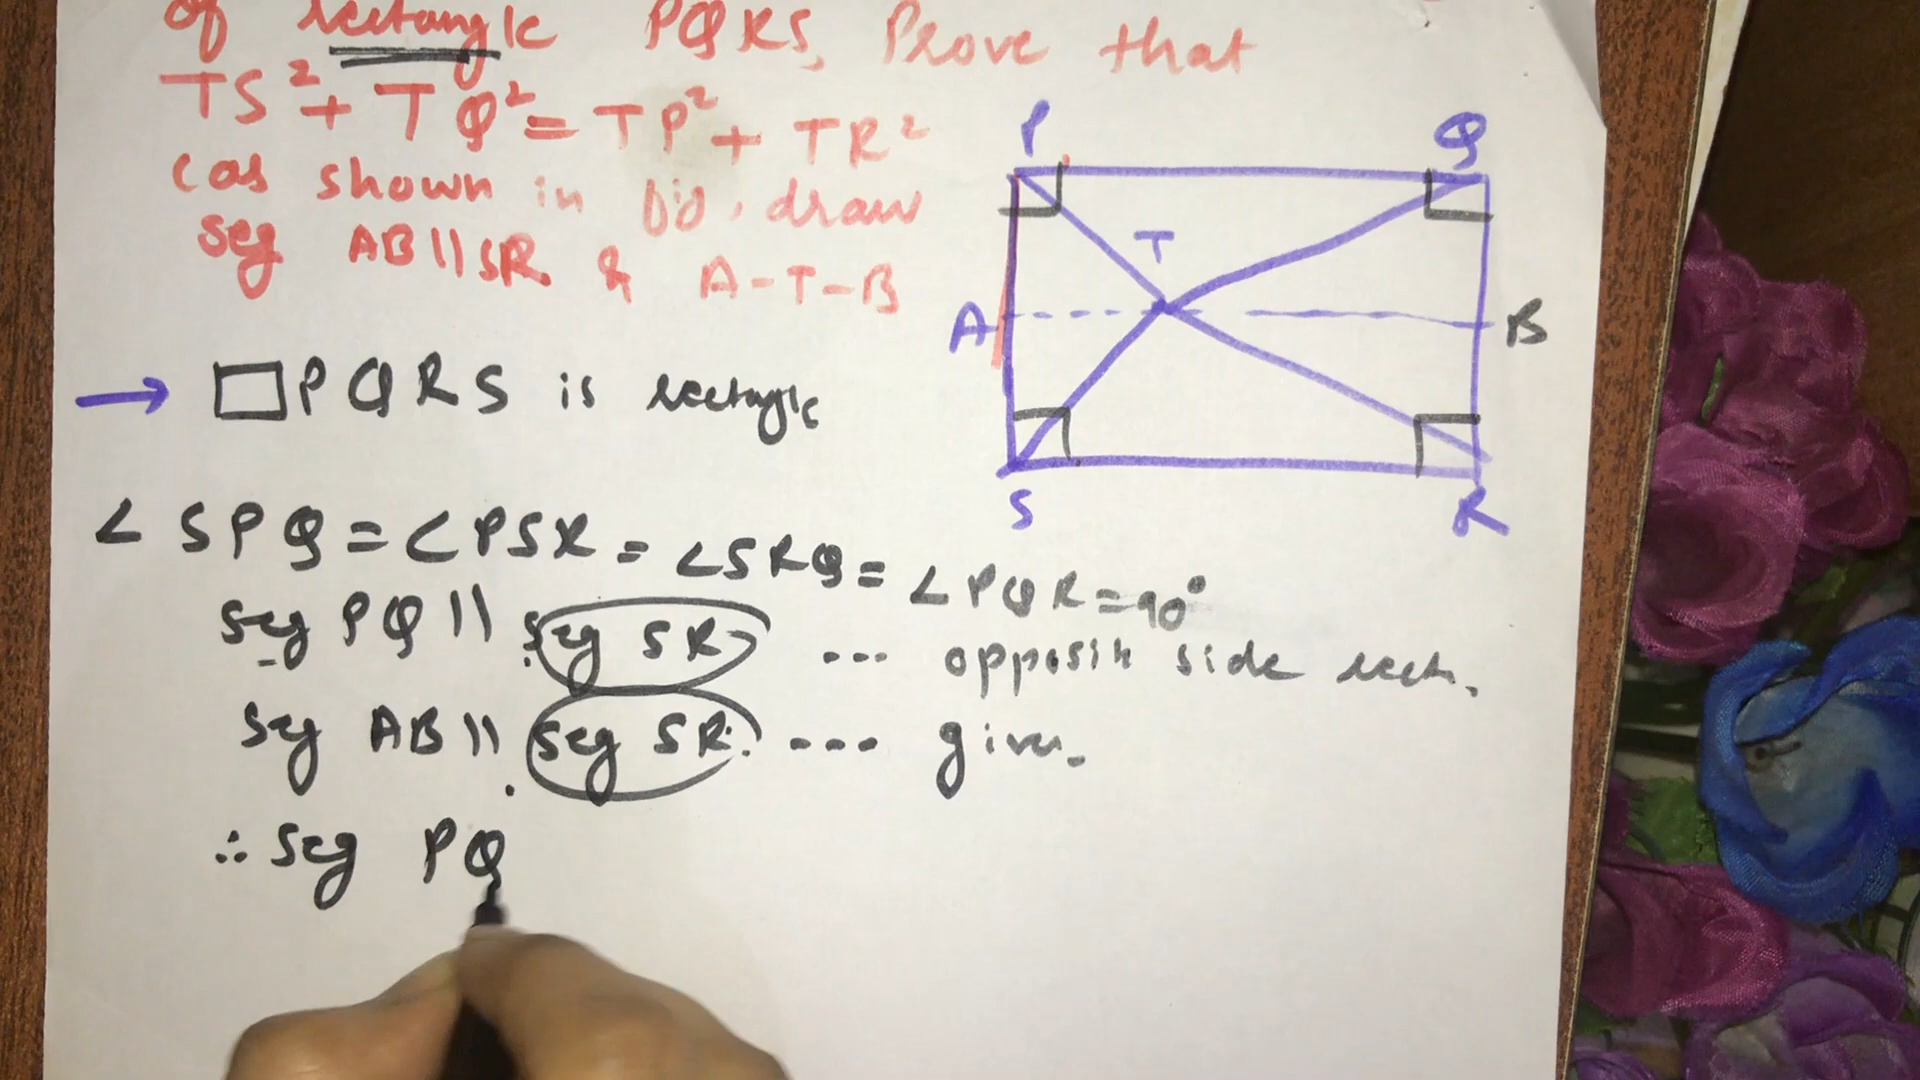 of rectangle PQRS, Prove that
TS² + TQ² = TP² + TR²
(as shown in fig, draw
seg AB || SR & A-T-B
P
Q
T
A
B
S
R
→ □PQRS is rectangle
∠SPQ = ∠PSR = ∠SRQ = ∠PQR = 90°
seg PQ || seg SR ... opposite side rect.
seg AB || seg SR. ... given.
∴ seg PQ